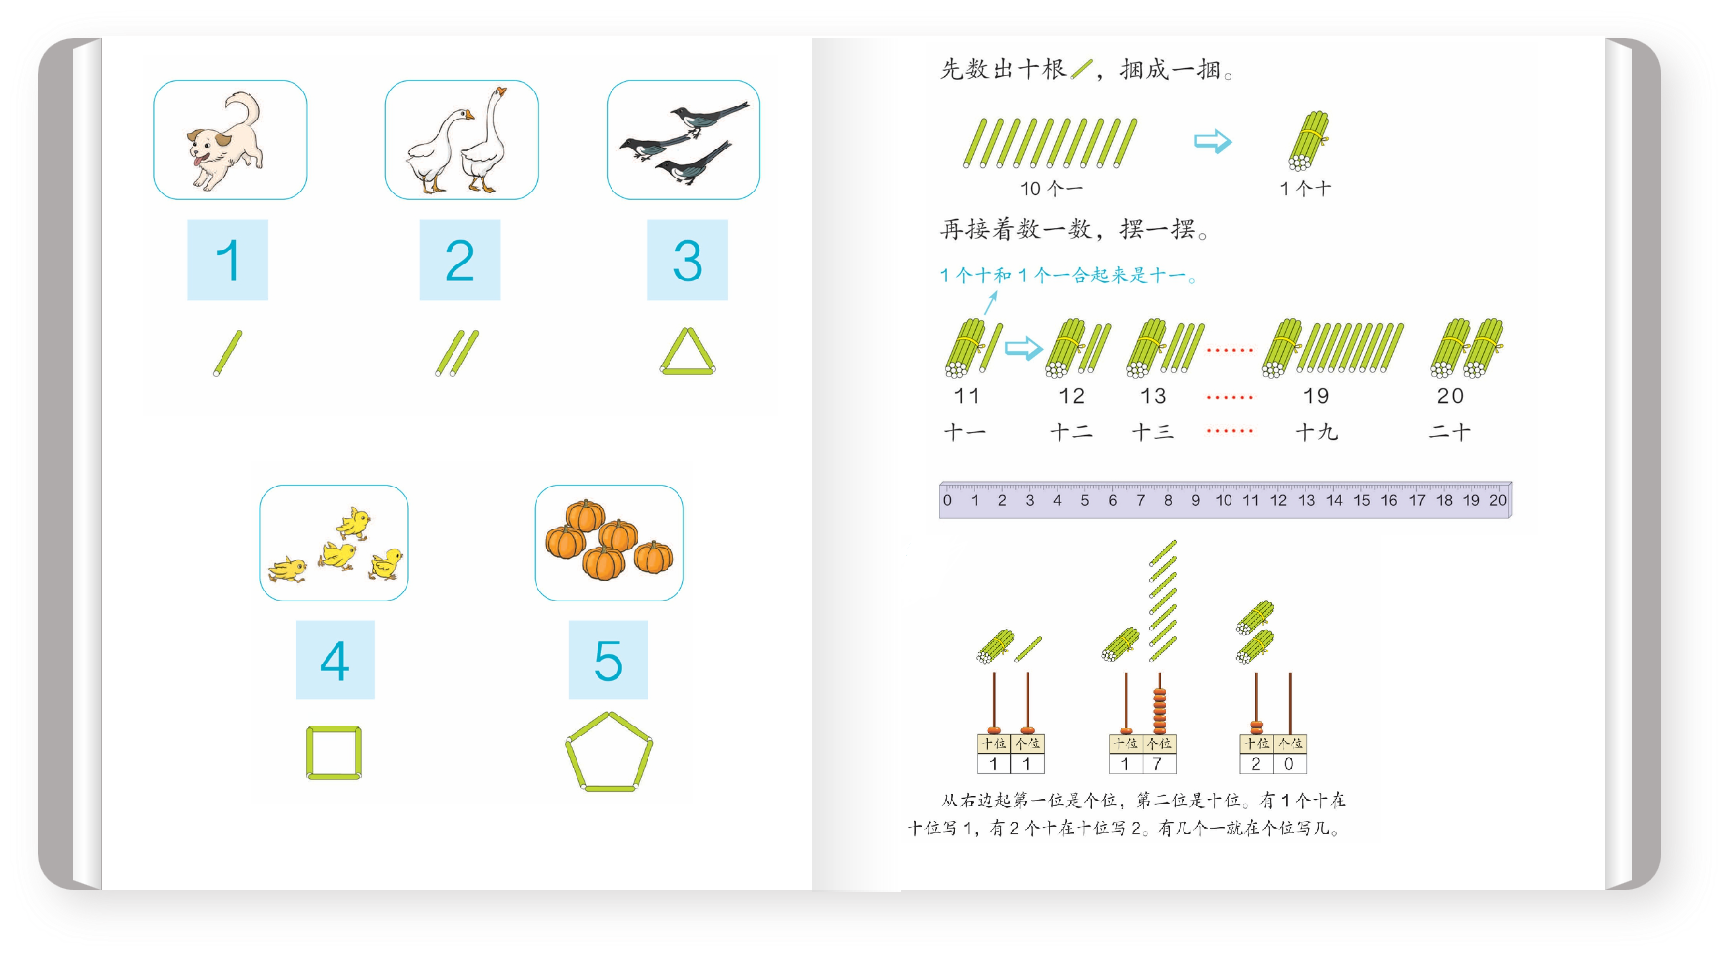 1
2
3
4
5
先数出十根，捆成一捆。
10个一 1个十
再接着数一数，摆一摆。
1个十和1个一合起来是十一。
11 12 13 …… 19 20
十一 十二 十三 …… 十九 二十
0 1 2 3 4 5 6 7 8 9 10 11 12 13 14 15 16 17 18 19 20
十位 个位 十位 个位 十位 个位
1 1 1 7 2 0
从右边起第一位是个位，第二位是十位。有1个十在
十位写1，有2个十在十位写2。有几个一就在个位写几。